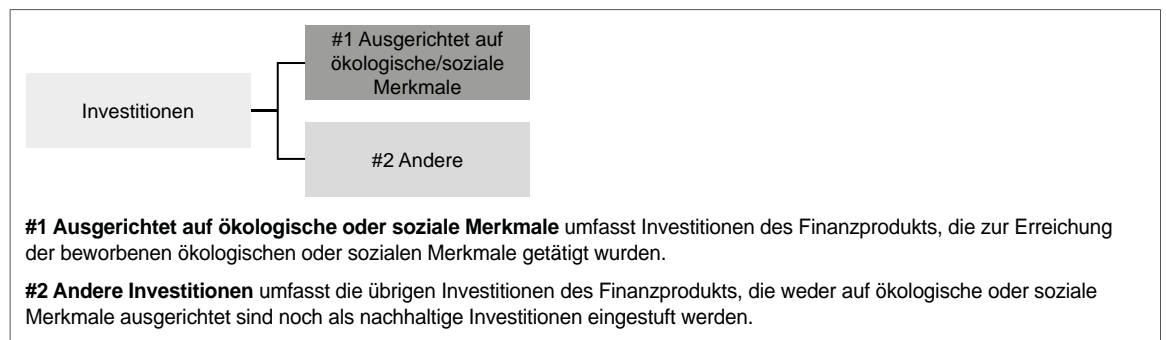 #1 Ausgerichtet auf
ökologische/soziale
Merkmale
Investitionen
#2 Andere
#1 Ausgerichtet auf ökologische oder soziale Merkmale umfasst Investitionen des Finanzprodukts, die zur Erreichung
der beworbenen ökologischen oder sozialen Merkmale getätigt wurden.
#2 Andere Investitionen umfasst die übrigen Investitionen des Finanzprodukts, die weder auf ökologische oder soziale
Merkmale ausgerichtet sind noch als nachhaltige Investitionen eingestuft werden.